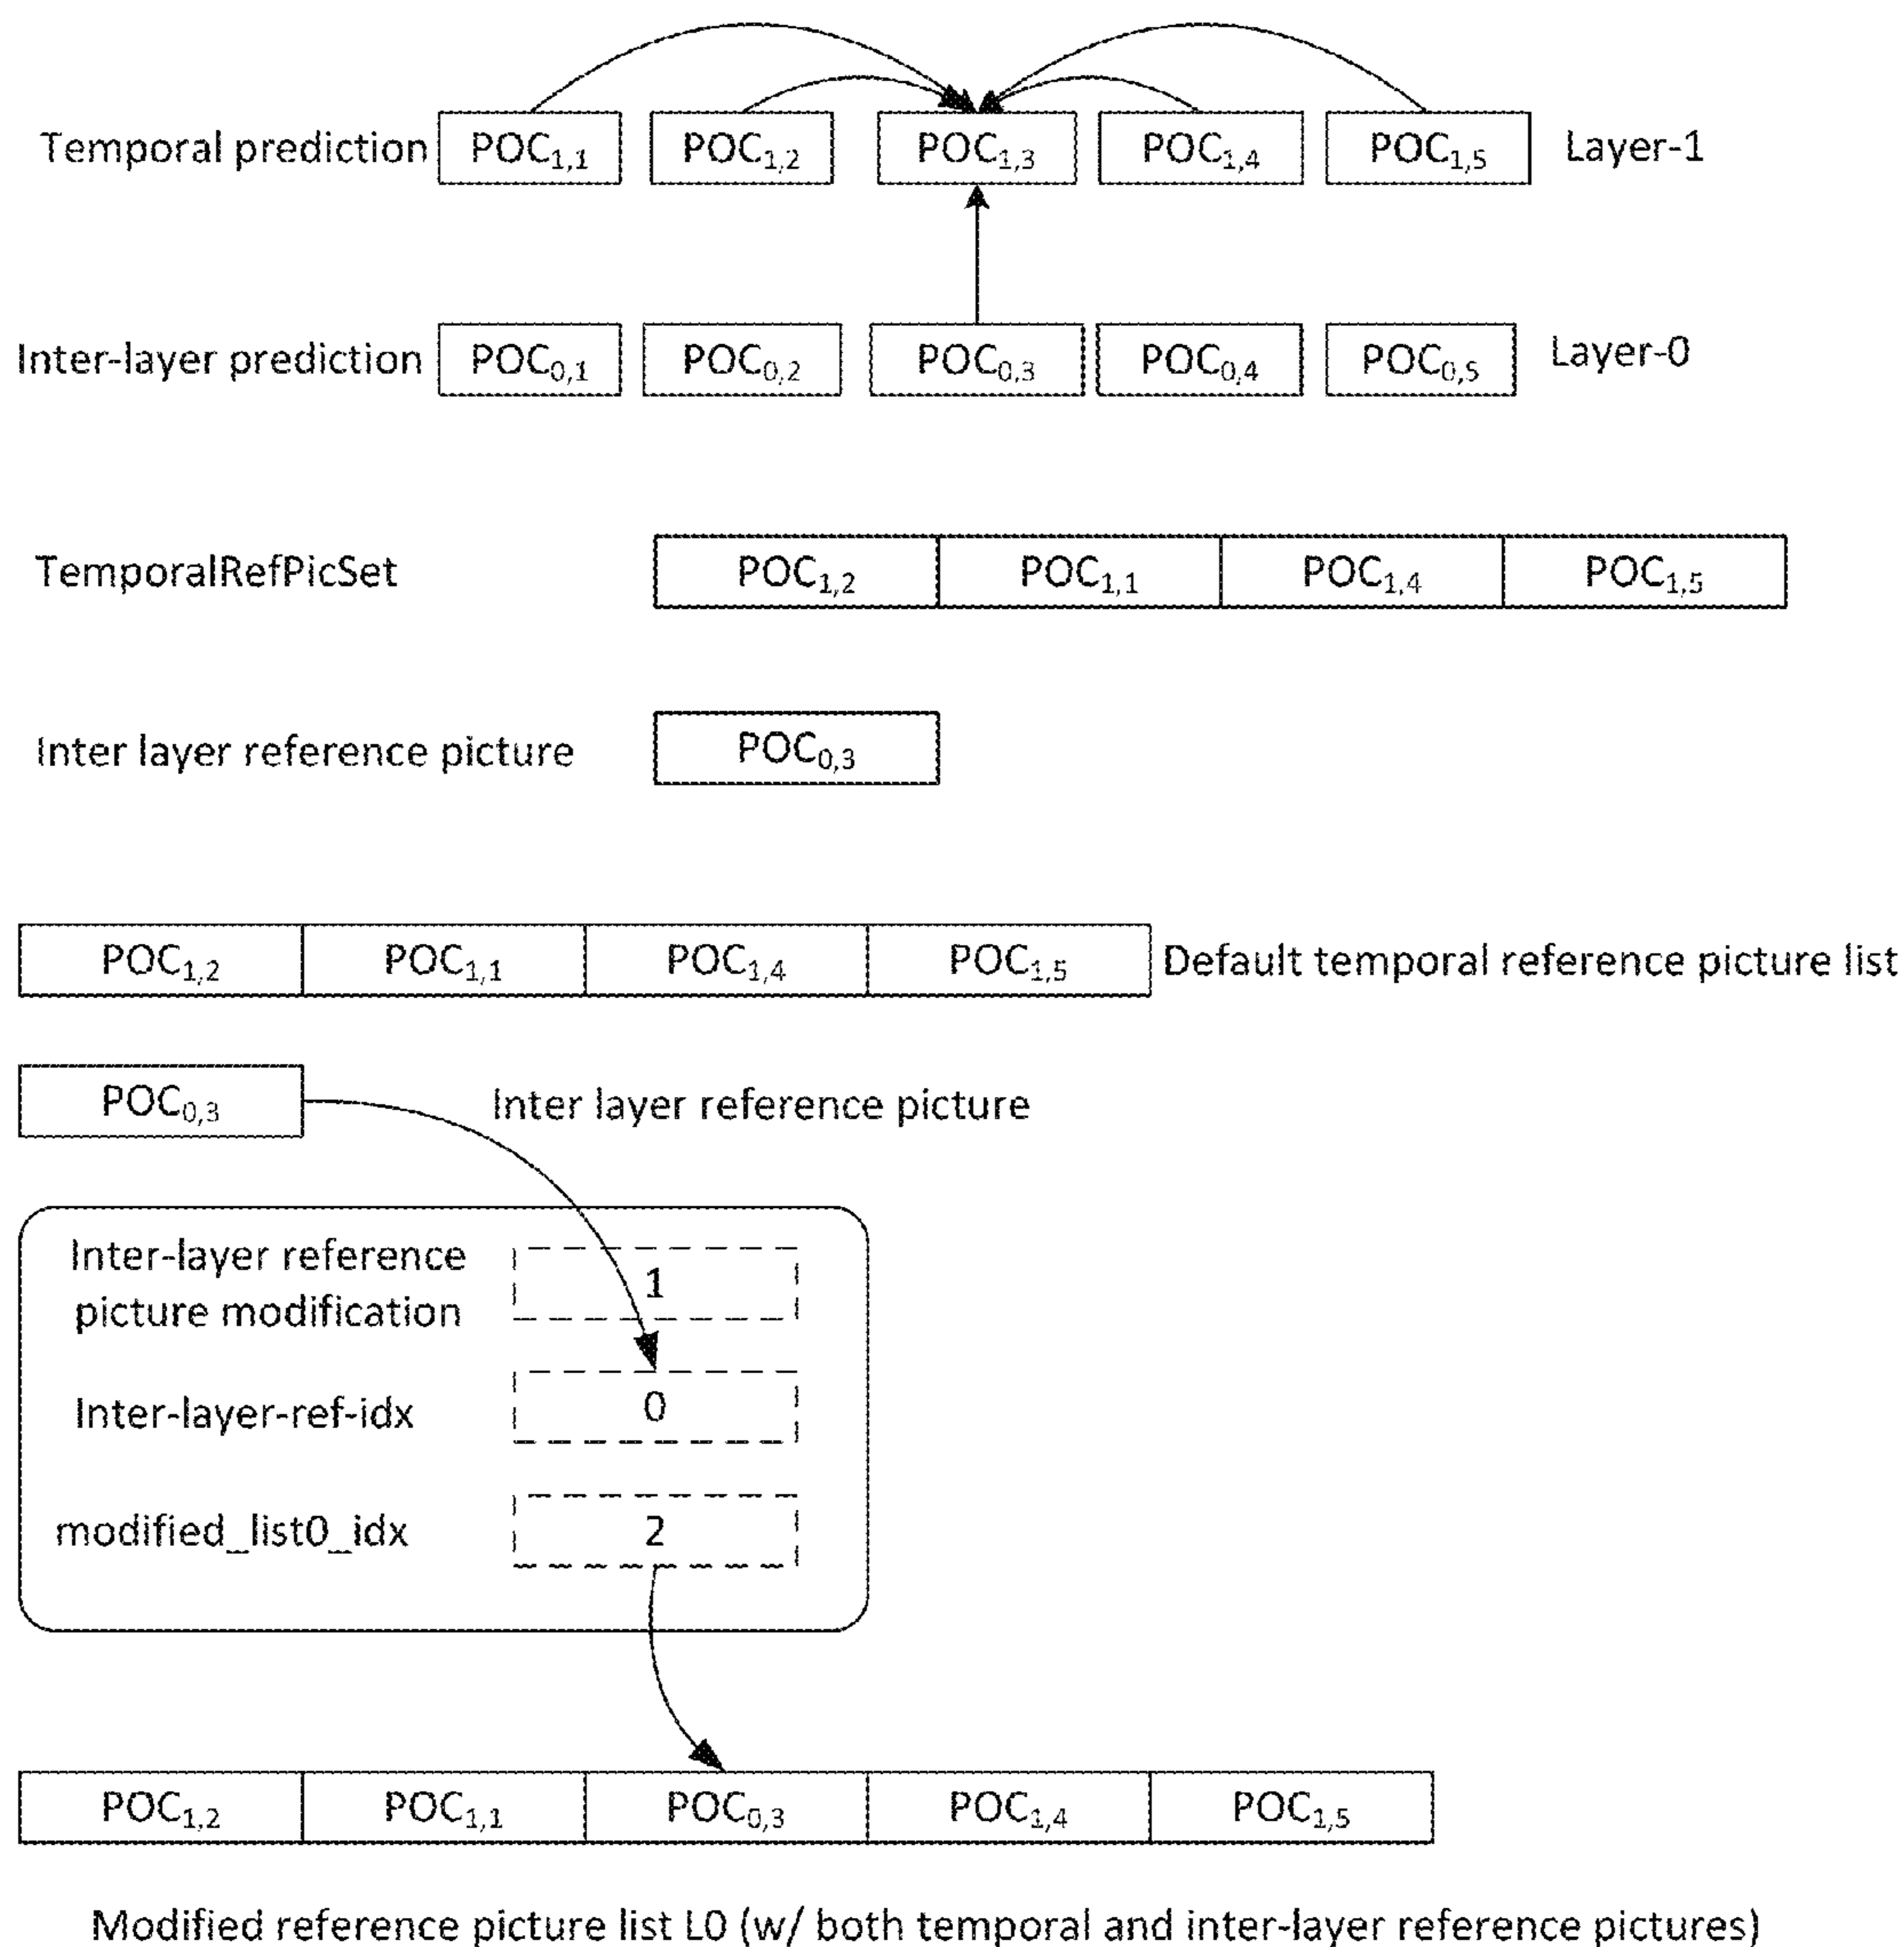 Temporal prediction POC1,1 POC1,2 POC1,3 POC1,4 POC1,5 Layer-1
Inter-layer prediction POC0,1 POC0,2 POC0,3 POC0,4 POC0,5 Layer-0
TemporalRefPicSet POC1,2 POC1,1 POC1,4 POC1,5
Inter layer reference picture POC0,3
POC1,2 POC1,1 POC1,4 POC1,5 Default temporal reference picture list
POC0,3 Inter layer reference picture
Inter-layer reference
picture modification 1
Inter-layer-ref-idx 0
modified_list0_idx 2
POC1,2 POC1,1 POC0,3 POC1,4 POC1,5
Modified reference picture list L0 (w/ both temporal and inter-layer reference pictures)